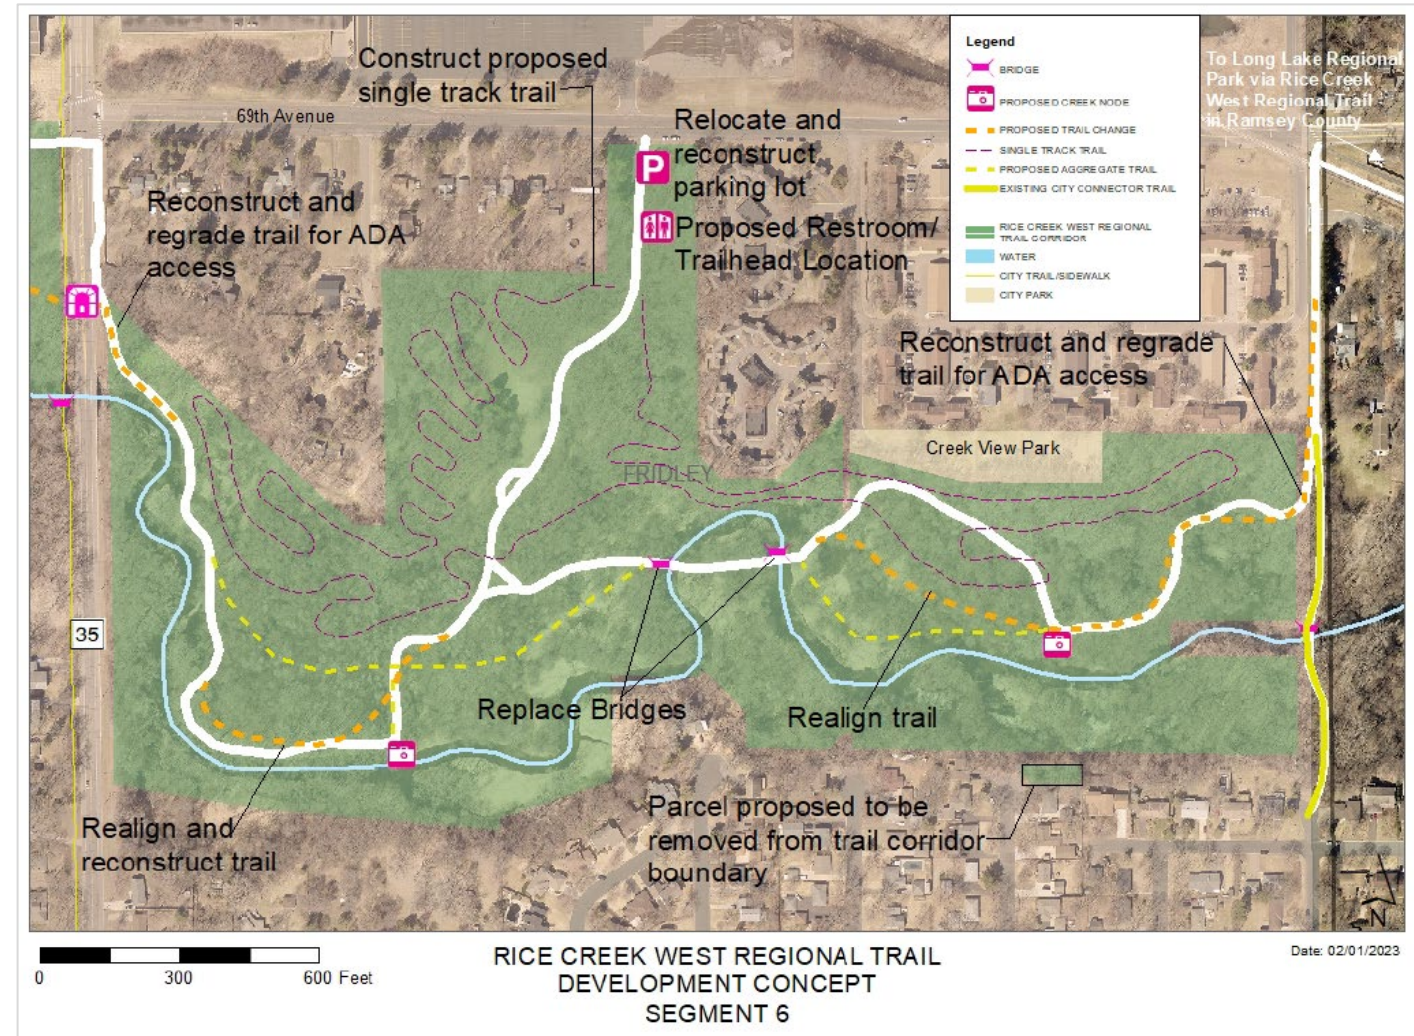 Construct proposed
single track trail
69th Avenue
Relocate and
reconstruct
parking lot
P
Proposed Restroom/
Trailhead Location
Reconstruct and
regrade trail for ADA
access
Legend
BRIDGE
PROPOSED CREEK NODE
PROPOSED TRAIL CHANGE
SINGLE TRACK TRAIL
PROPOSED AGGREGATE TRAIL
EXISTING CITY CONNECTOR TRAIL
RICE CREEK WEST REGIONAL
TRAIL CORRIDOR
WATER
CITY TRAIL/SIDEWALK
CITY PARK
To Long Lake Regional
Park via Rice Creek
West Regional Trail
in Ramsey County
Reconstruct and regrade
trail for ADA access
Creek View Park
FRIDLEY
35
Replace Bridges
Realign trail
Realign and
reconstruct trail
Parcel proposed to be
removed from trail corridor
boundary
N
0 300 600 Feet
RICE CREEK WEST REGIONAL TRAIL
DEVELOPMENT CONCEPT
SEGMENT 6
Date: 02/01/2023